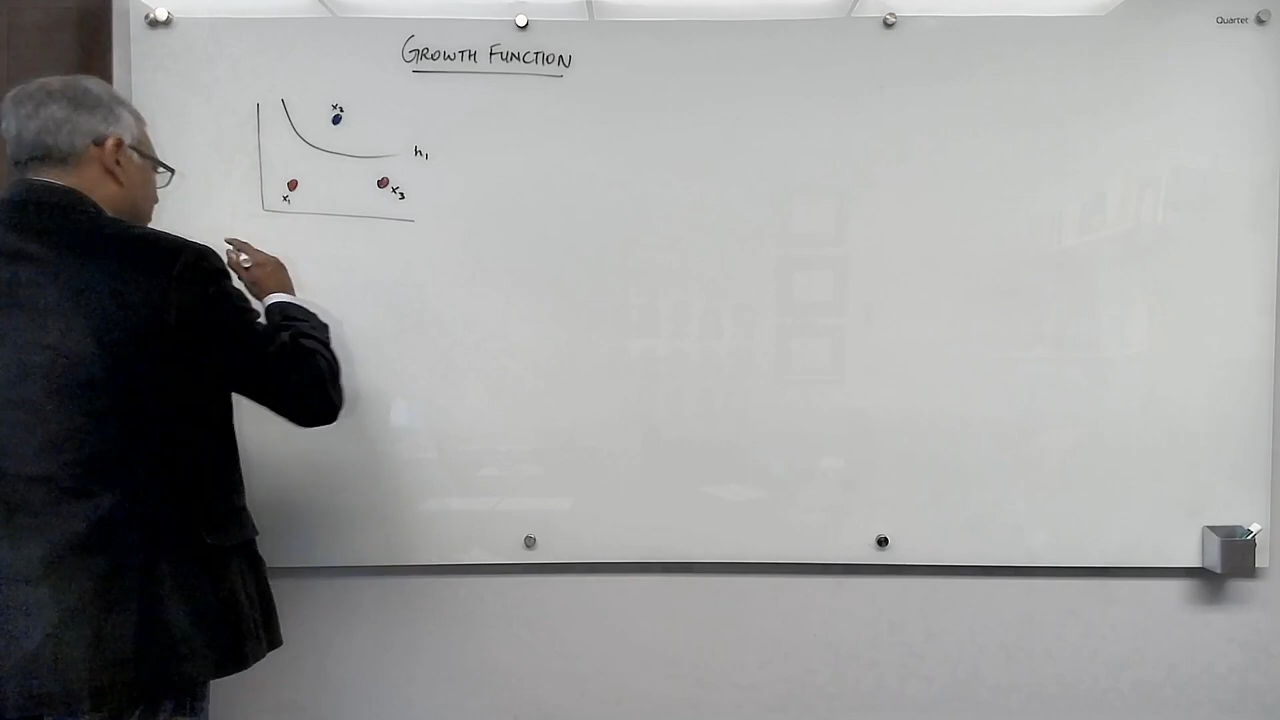 Quartet
GROWTH FUNCTION
x₂
h₁
x₁
x₃